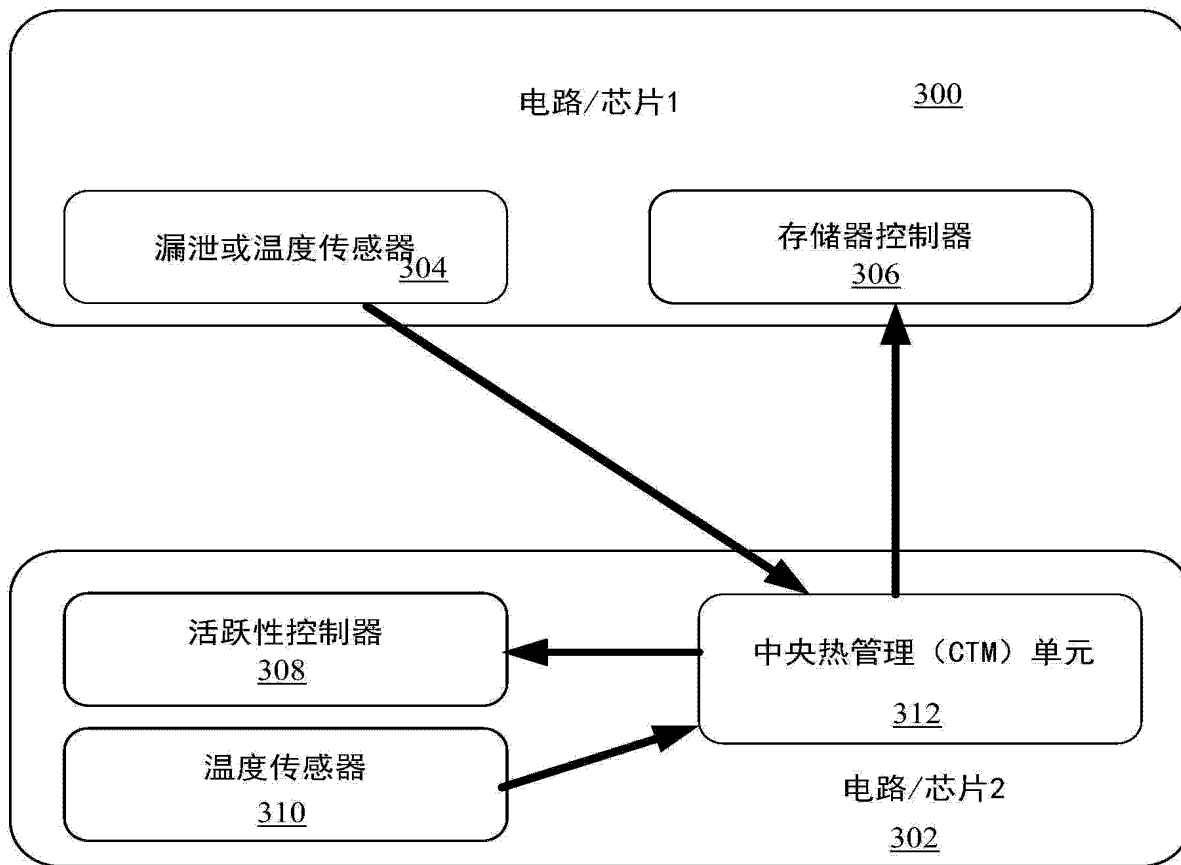 电路/芯片1
300
漏泄或温度传感器
304
存储器控制器
306
活跃性控制器
308
中央热管理（CTM）单元
312
温度传感器
310
电路/芯片2
302